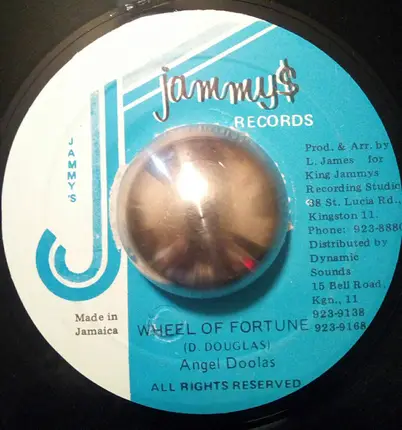 jammy$
RECORDS
JAMMY'S
Prod. & Arr. by
L. James for
King Jammys
Recording Studio
38 St. Lucia Rd.,
Kingston 11.
Phone: 923-8880
Distributed by
Dynamic
Sounds
15 Bell Road,
Kgn., 11
923-9138
923-9168
Made in
Jamaica
WHEEL OF FORTUNE
(D. DOUGLAS)
Angel Doolas
ALL RIGHTS RESERVED